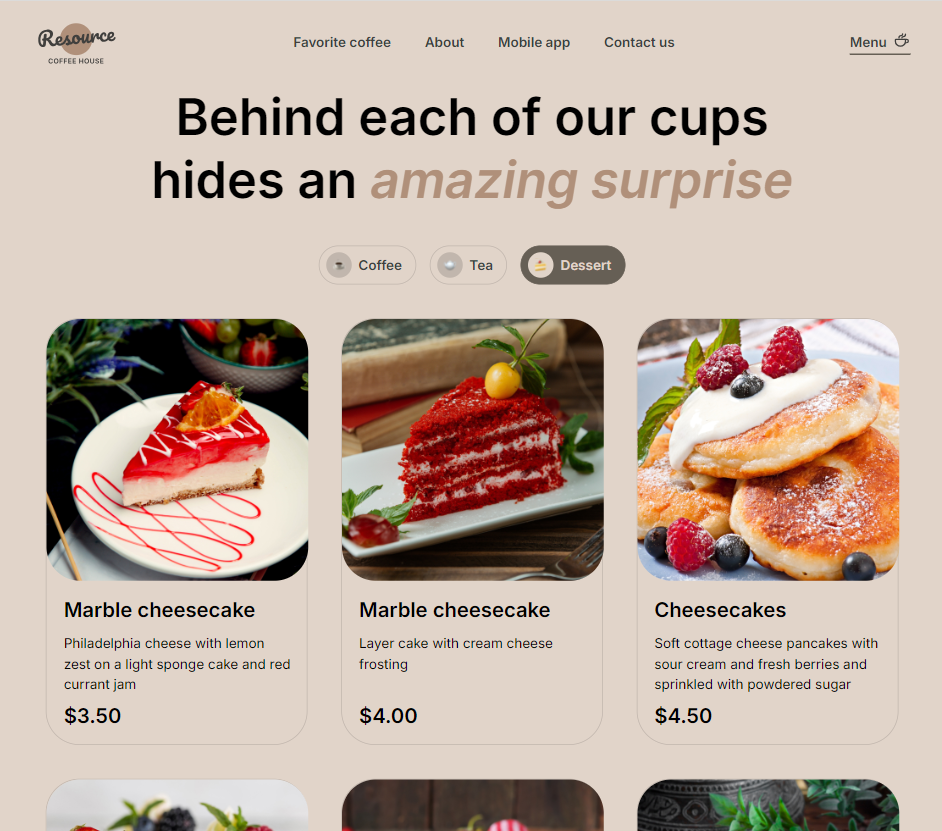 Resource
COFFEE HOUSE
Favorite coffee
About
Mobile app
Contact us
Menu
Behind each of our cups
hides an amazing surprise
Coffee
Tea
Dessert
Marble cheesecake
Philadelphia cheese with lemon
zest on a light sponge cake and red
currant jam
$3.50
Marble cheesecake
Layer cake with cream cheese
frosting
$4.00
Cheesecakes
Soft cottage cheese pancakes with
sour cream and fresh berries and
sprinkled with powdered sugar
$4.50